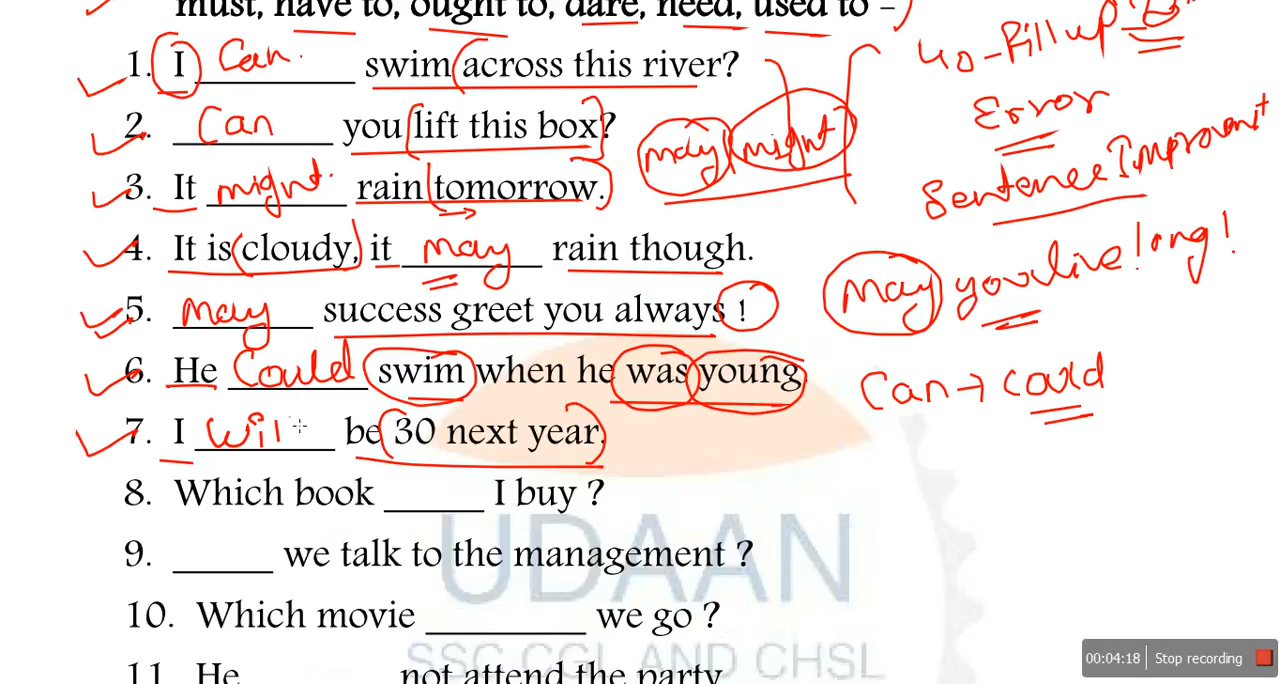 must, have to, ought to, dare, need, used to –)
40 - Fill up -
1. I Can swim across this river?
Error
2. Can you lift this box?
may might
Sentence Improvement
3. It might rain tomorrow.
4. It is cloudy, it may rain though.
May you live long!
5. may success greet you always !
6. He Could swim when he was young.
Can → could
7. I wil be 30 next year.
8. Which book ______ I buy ?
9. ______ we talk to the management ?
UDAAN
10. Which movie _________ we go ?
SSC CGL AND CHSL
11. He _________ not attend the party
00:04:18 Stop recording